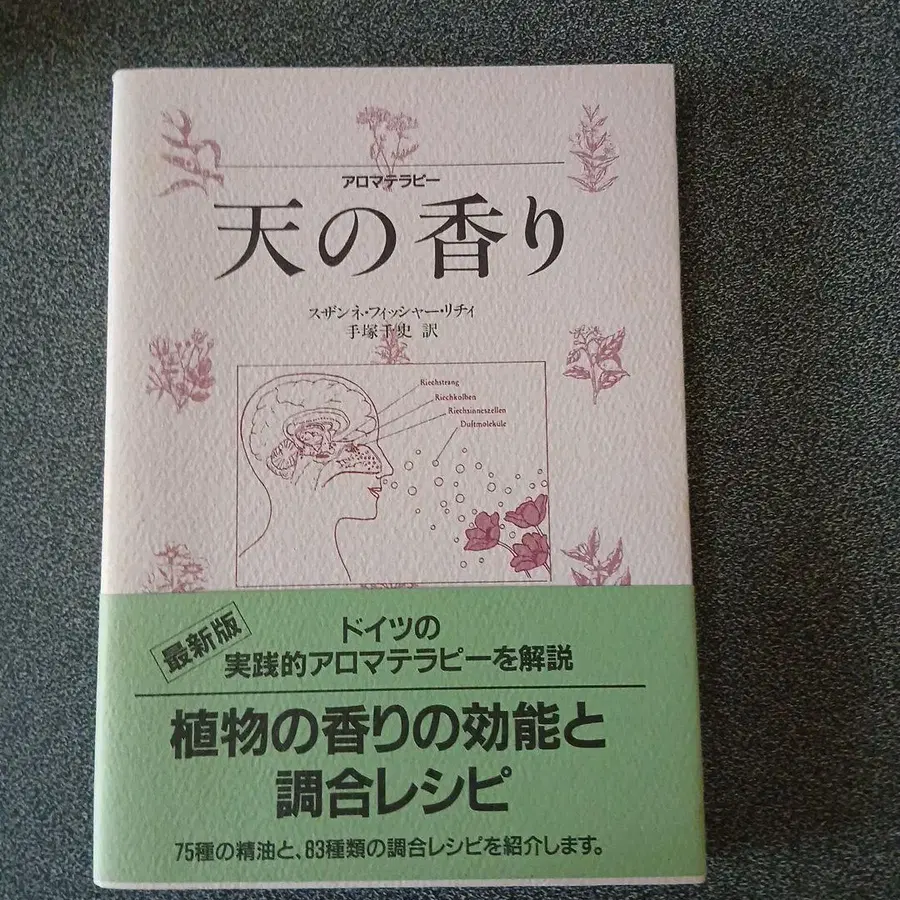 アロマテラピー
天の香り
スザンネ・フィッシャー・リチィ
手塚千史 訳
Riechstrang
Riechkolben
Riechsinneszellen
Duftmoleküle
最新版
ドイツの
実践的アロマテラピーを解説
植物の香りの効能と
調合レシピ
75種の精油と、83種類の調合レシピを紹介します。